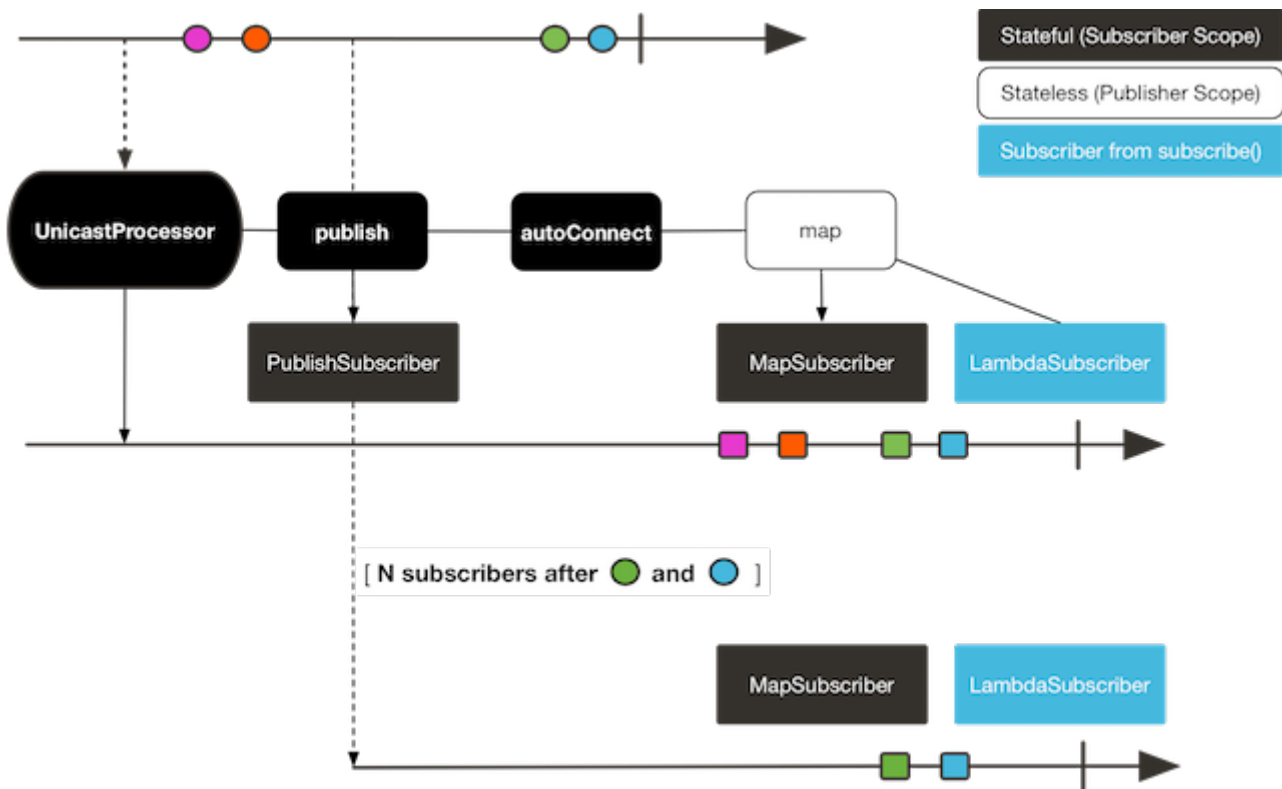 Stateful (Subscriber Scope)
Stateless (Publisher Scope)
Subscriber from subscribe()
UnicastProcessor
publish
autoConnect
map
PublishSubscriber
MapSubscriber
LambdaSubscriber
[ N subscribers after and ]
MapSubscriber
LambdaSubscriber